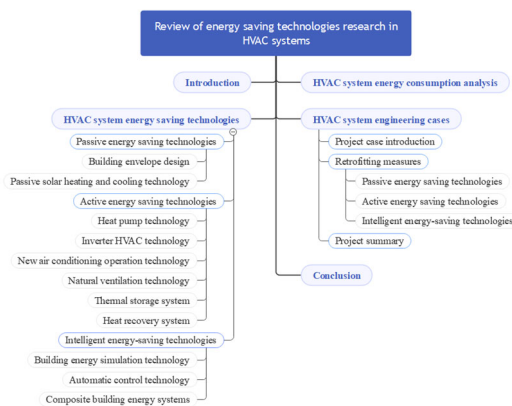 Review of energy saving technologies research in
HVAC systems
Introduction
HVAC system energy consumption analysis
HVAC system energy saving technologies
Passive energy saving technologies
Building envelope design
Passive solar heating and cooling technology
Active energy saving technologies
Heat pump technology
Inverter HVAC technology
New air conditioning operation technology
Natural ventilation technology
Thermal storage system
Heat recovery system
Intelligent energy-saving technologies
Building energy simulation technology
Automatic control technology
Composite building energy systems
HVAC system engineering cases
Project case introduction
Retrofitting measures
Passive energy saving technologies
Active energy saving technologies
Intelligent energy-saving technologies
Project summary
Conclusion